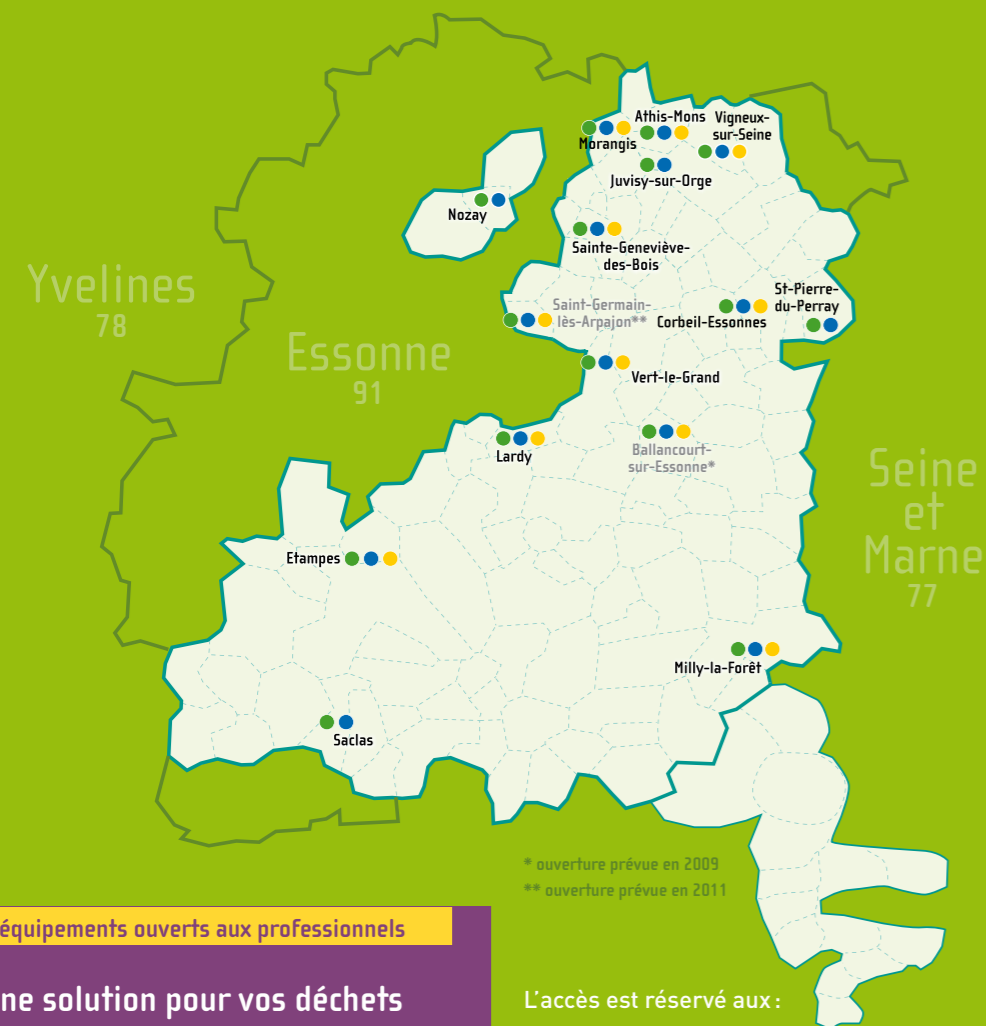 Athis-Mons
Vigneux-
sur-Seine
Morangis
Juvisy-sur-Orge
Nozay
Sainte-Geneviève-
des-Bois
Yvelines
78
St-Pierre-
du-Perray
Saint-Germain-
lès-Arpajon**
Corbeil-Essonnes
Essonne
91
Vert-le-Grand
Lardy
Ballancourt-
sur-Essonne*
Seine
et
Marne
77
Etampes
Milly-la-Forêt
Saclas
* ouverture prévue en 2009
** ouverture prévue en 2011
équipements ouverts aux professionnels
ne solution pour vos déchets
L'accès est réservé aux :